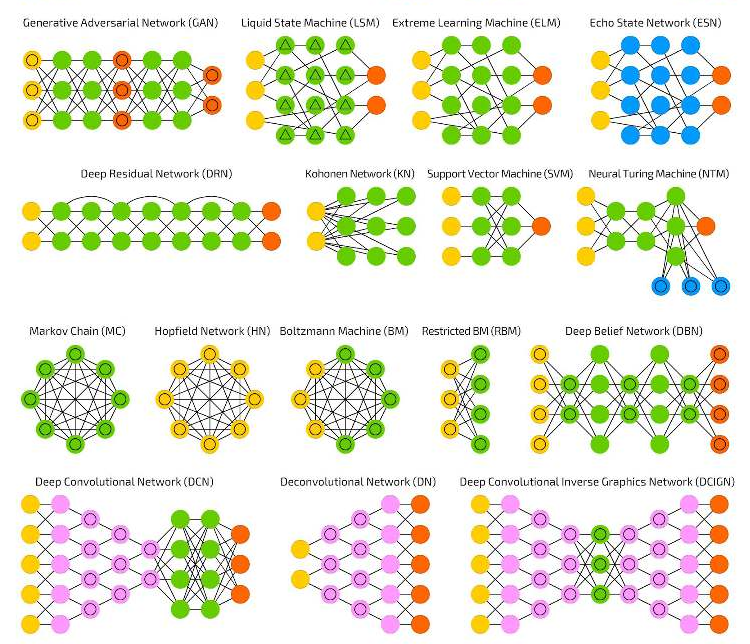 Generative Adversarial Network (GAN)
Liquid State Machine (LSM)
Extreme Learning Machine (ELM)
Echo State Network (ESN)
Deep Residual Network (DRN)
Kohonen Network (KN)
Support Vector Machine (SVM)
Neural Turing Machine (NTM)
Markov Chain (MC)
Hopfield Network (HN)
Boltzmann Machine (BM)
Restricted BM (RBM)
Deep Belief Network (DBN)
Deep Convolutional Network (DCN)
Deconvolutional Network (DN)
Deep Convolutional Inverse Graphics Network (DCIGN)